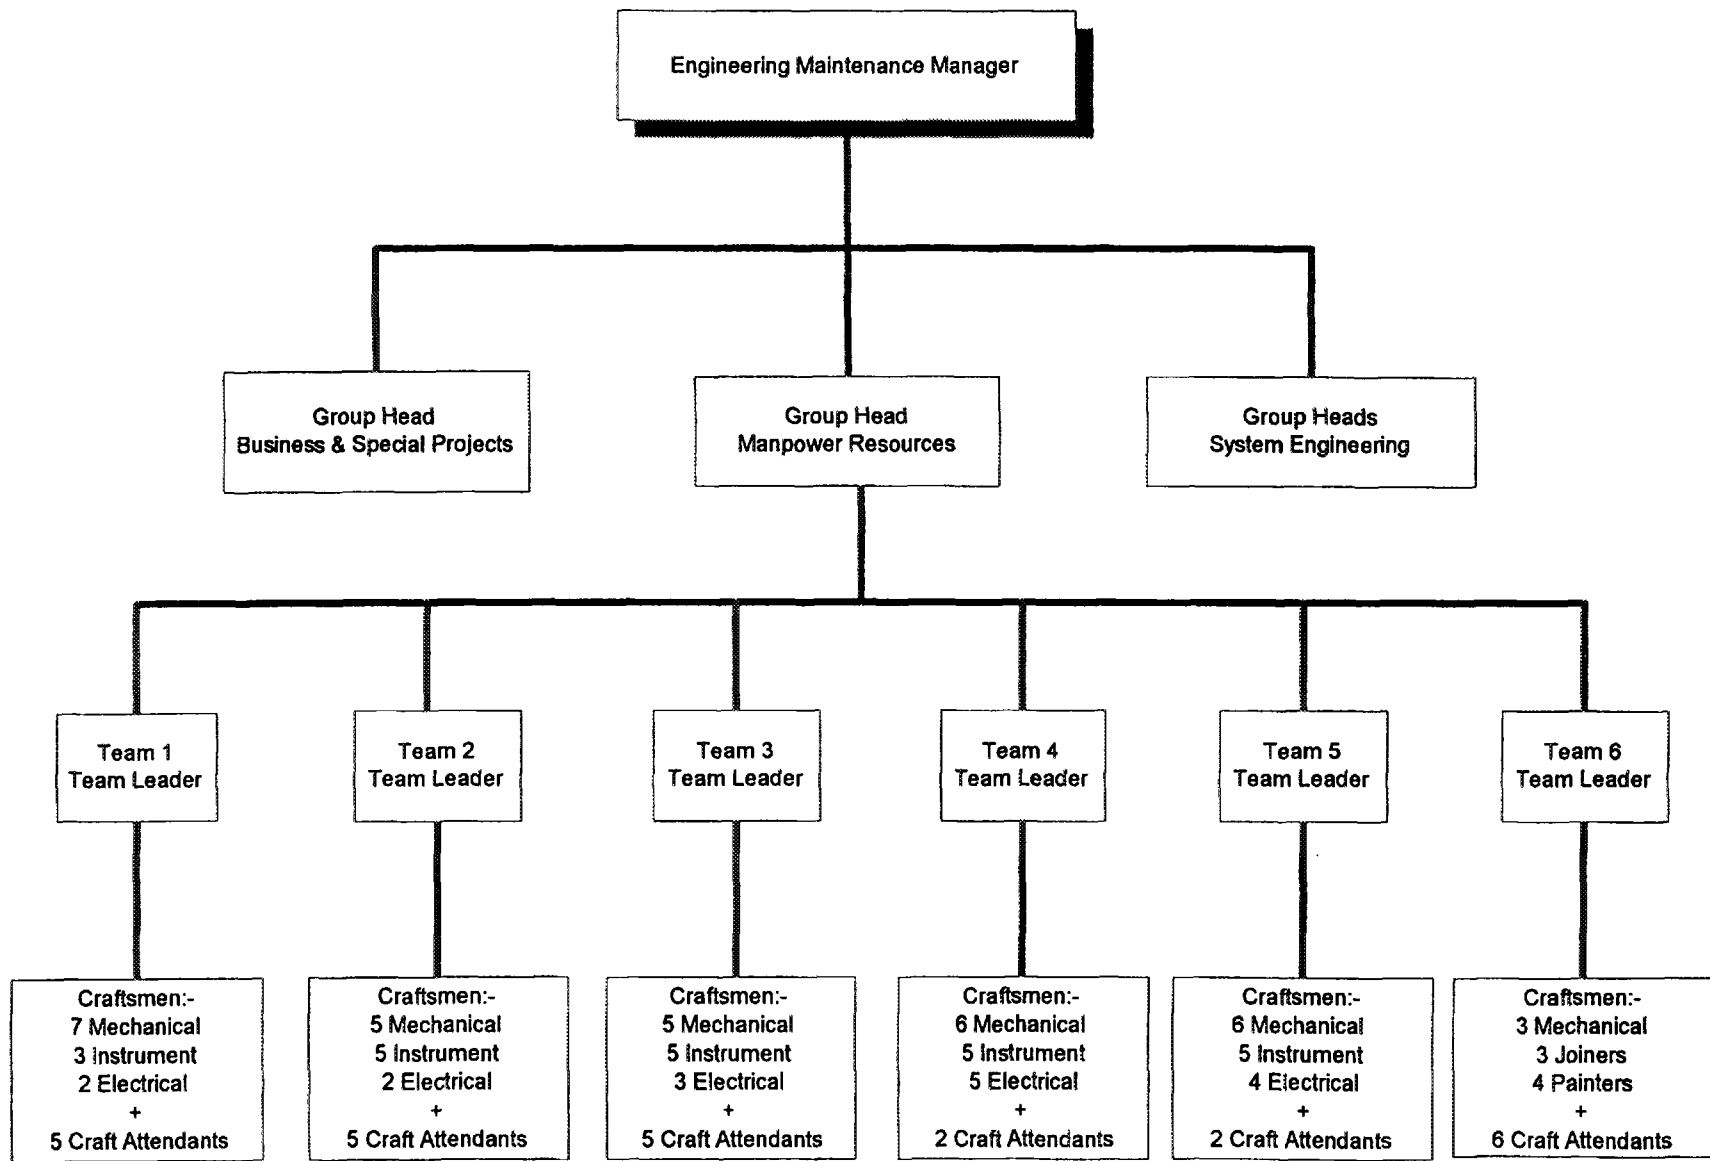 Engineering Maintenance Manager
Group Head
Business & Special Projects
Group Head
Manpower Resources
Group Heads
System Engineering
Team 1
Team Leader
Team 2
Team Leader
Team 3
Team Leader
Team 4
Team Leader
Team 5
Team Leader
Team 6
Team Leader
Craftsmen:-
7 Mechanical
3 Instrument
2 Electrical
+
5 Craft Attendants
Craftsmen:-
5 Mechanical
5 Instrument
2 Electrical
+
5 Craft Attendants
Craftsmen:-
5 Mechanical
5 Instrument
3 Electrical
+
5 Craft Attendants
Craftsmen:-
6 Mechanical
5 Instrument
5 Electrical
+
2 Craft Attendants
Craftsmen:-
6 Mechanical
5 Instrument
4 Electrical
+
2 Craft Attendants
Craftsmen:-
3 Mechanical
3 Joiners
4 Painters
+
6 Craft Attendants